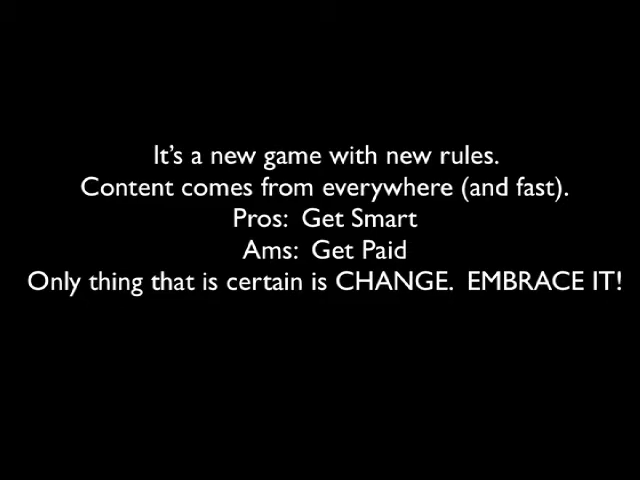 It’s a new game with new rules.
Content comes from everywhere (and fast).
Pros:  Get Smart
Ams:  Get Paid
Only thing that is certain is CHANGE.  EMBRACE IT!